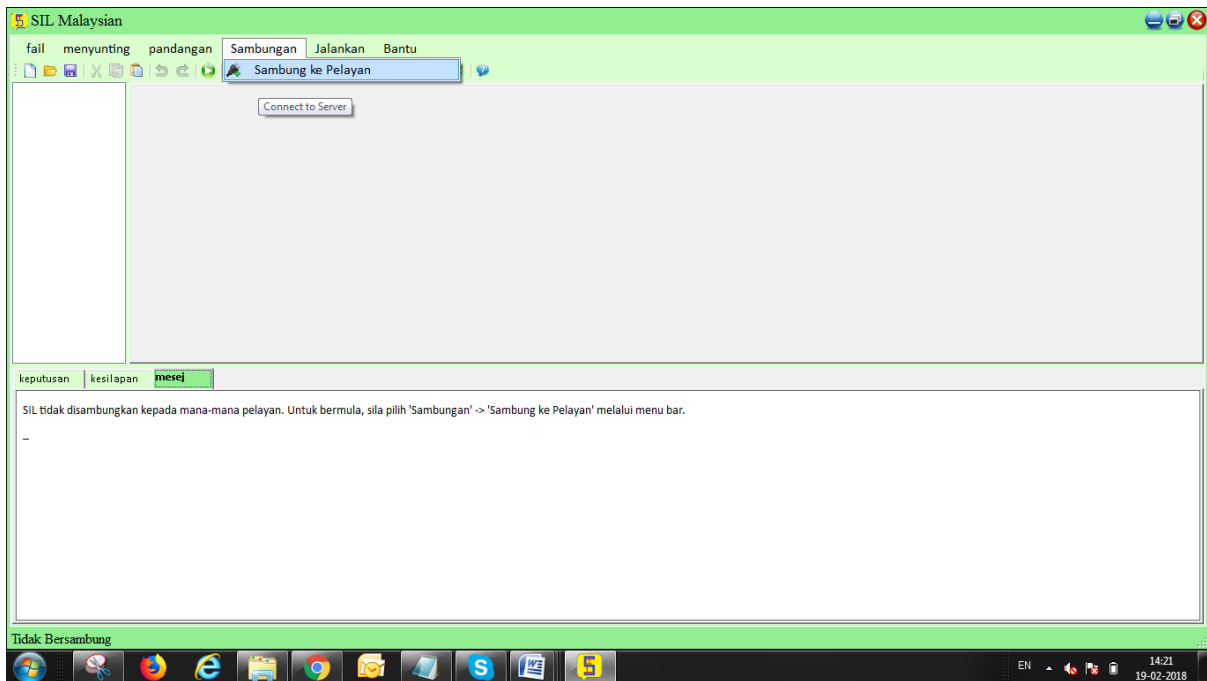 SIL Malaysian
fail menyunting pandangan Sambungan Jalankan Bantu
Sambung ke Pelayan
Connect to Server
keputusan kesilapan mesej
SIL tidak disambungkan kepada mana-mana pelayan. Untuk bermula, sila pilih 'Sambungan' -> 'Sambung ke Pelayan' melalui menu bar.
_
Tidak Bersambung
EN 14:21
19-02-2018